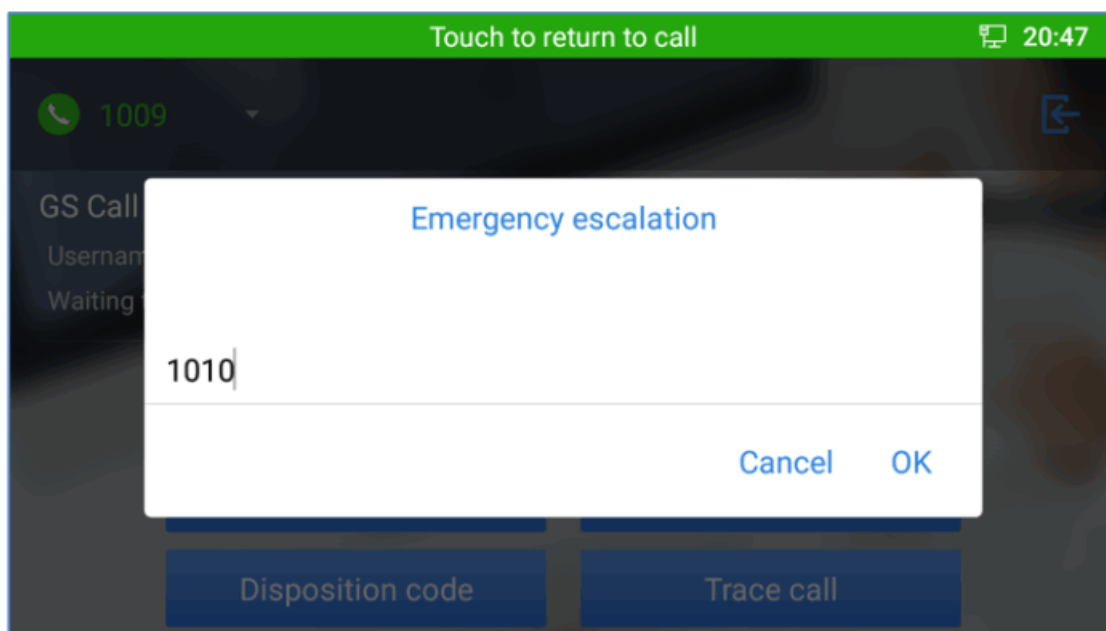 Touch to return to call 20:47
1009
GS Call
Emergency escalation
Usernam
Waiting
1010
Cancel OK
Disposition code Trace call